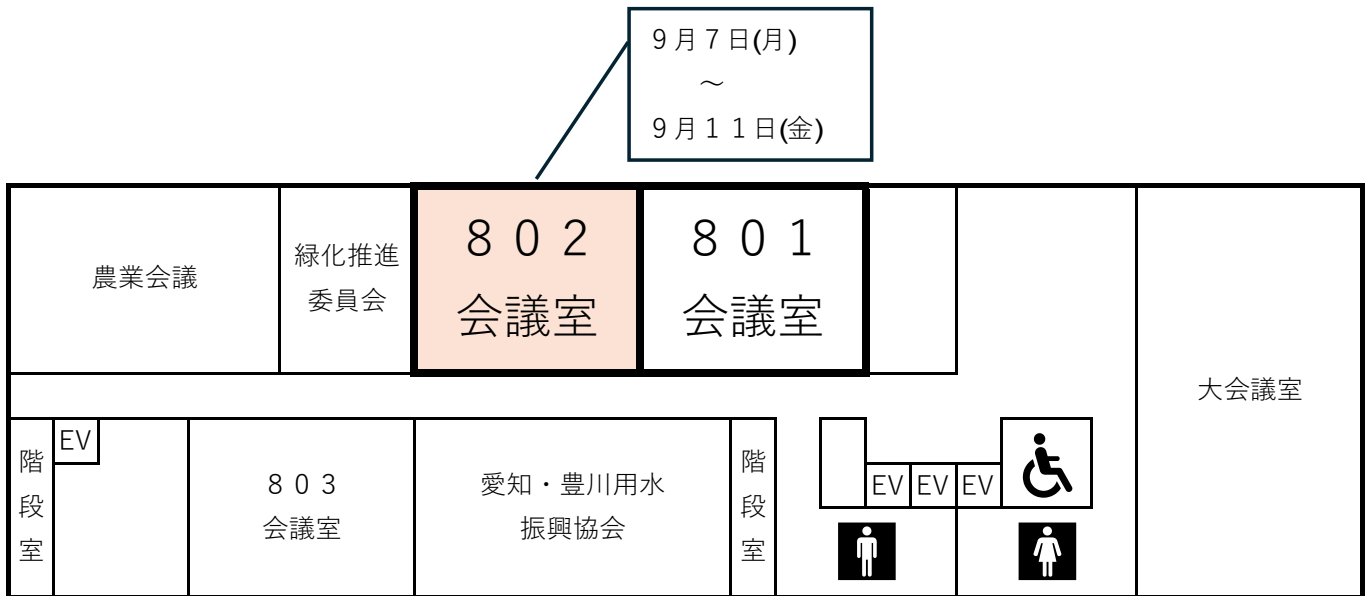 ９月７日(月)
～
９月１１日(金)
農業会議
緑化推進
委員会
８０２
会議室
８０１
会議室
大会議室
階段室
EV
８０３
会議室
愛知・豊川用水
振興協会
階段室
EV
EV
EV